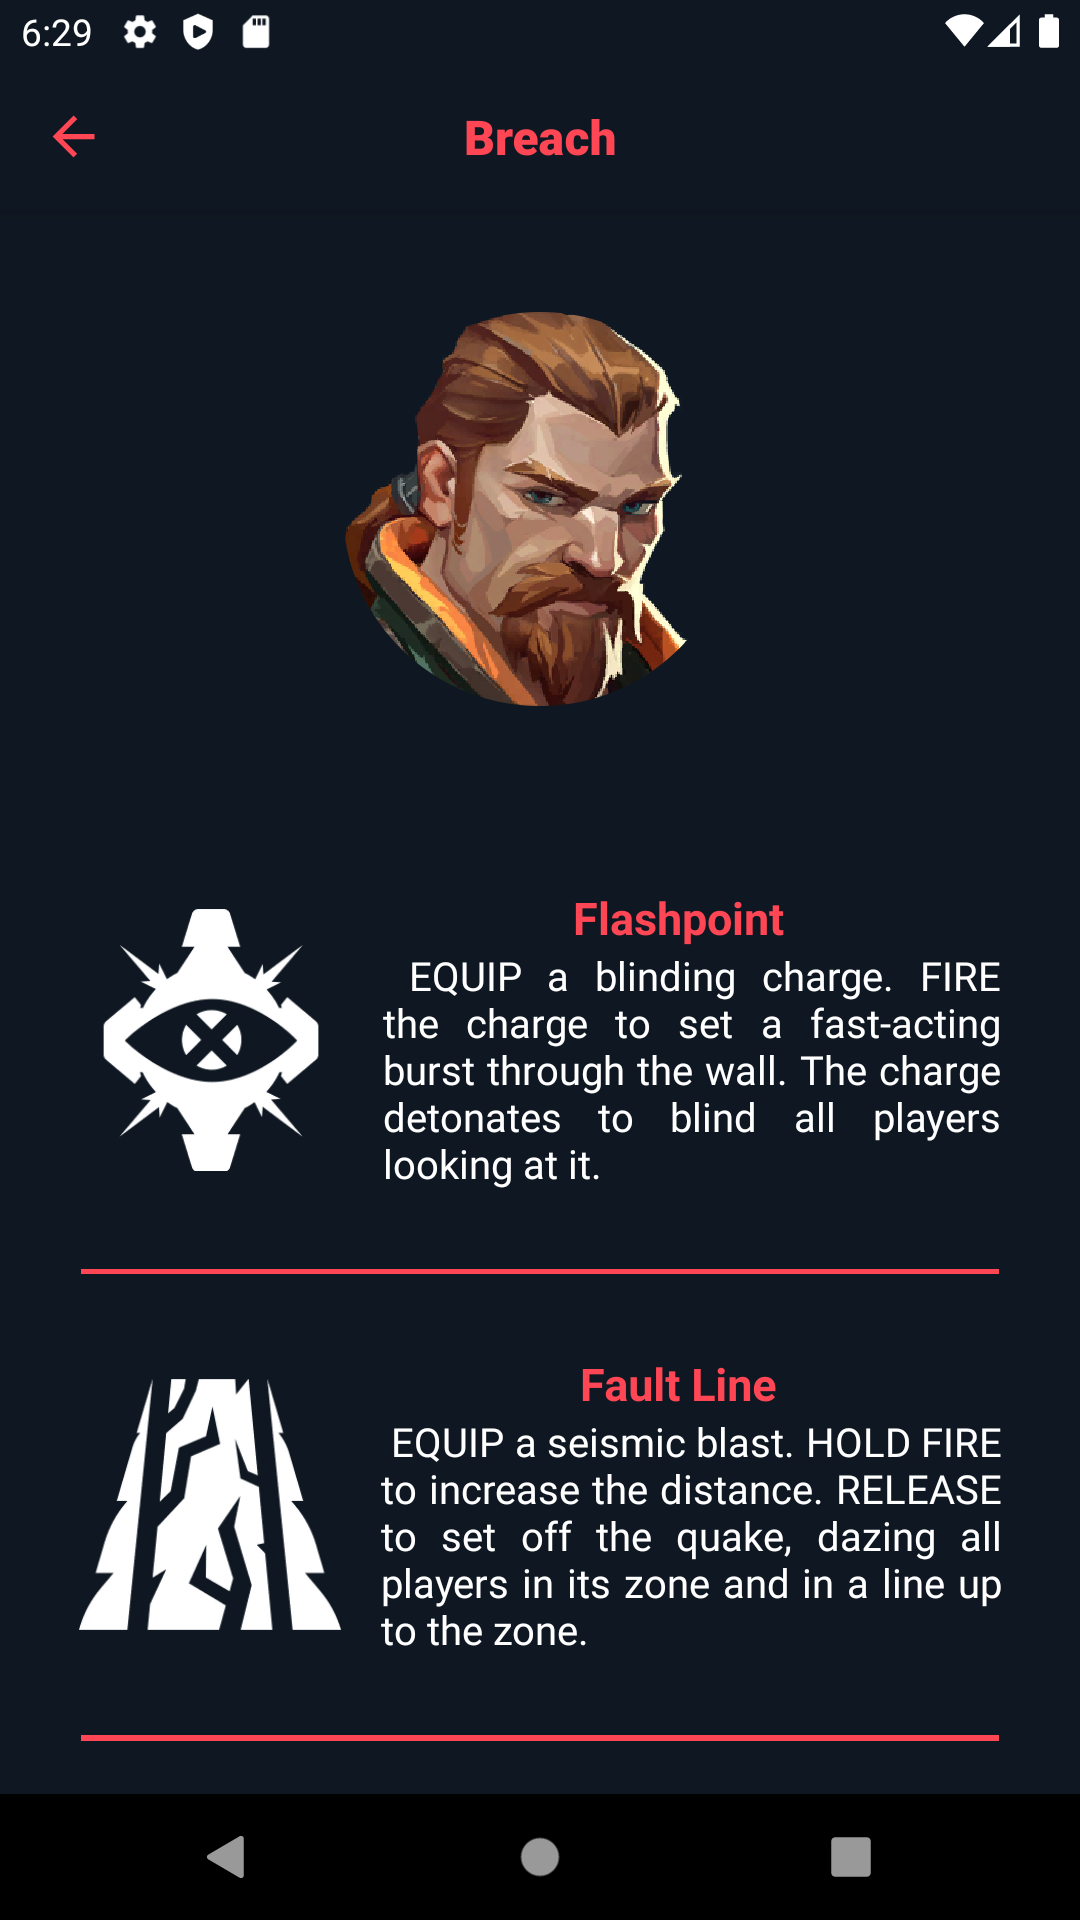 6:29
Breach
Flashpoint
EQUIP a blinding charge. FIRE
the charge to set a fast-acting
burst through the wall. The charge
detonates to blind all players
looking at it.
Fault Line
EQUIP a seismic blast. HOLD FIRE
to increase the distance. RELEASE
to set off the quake, dazing all
players in its zone and in a line up
to the zone.